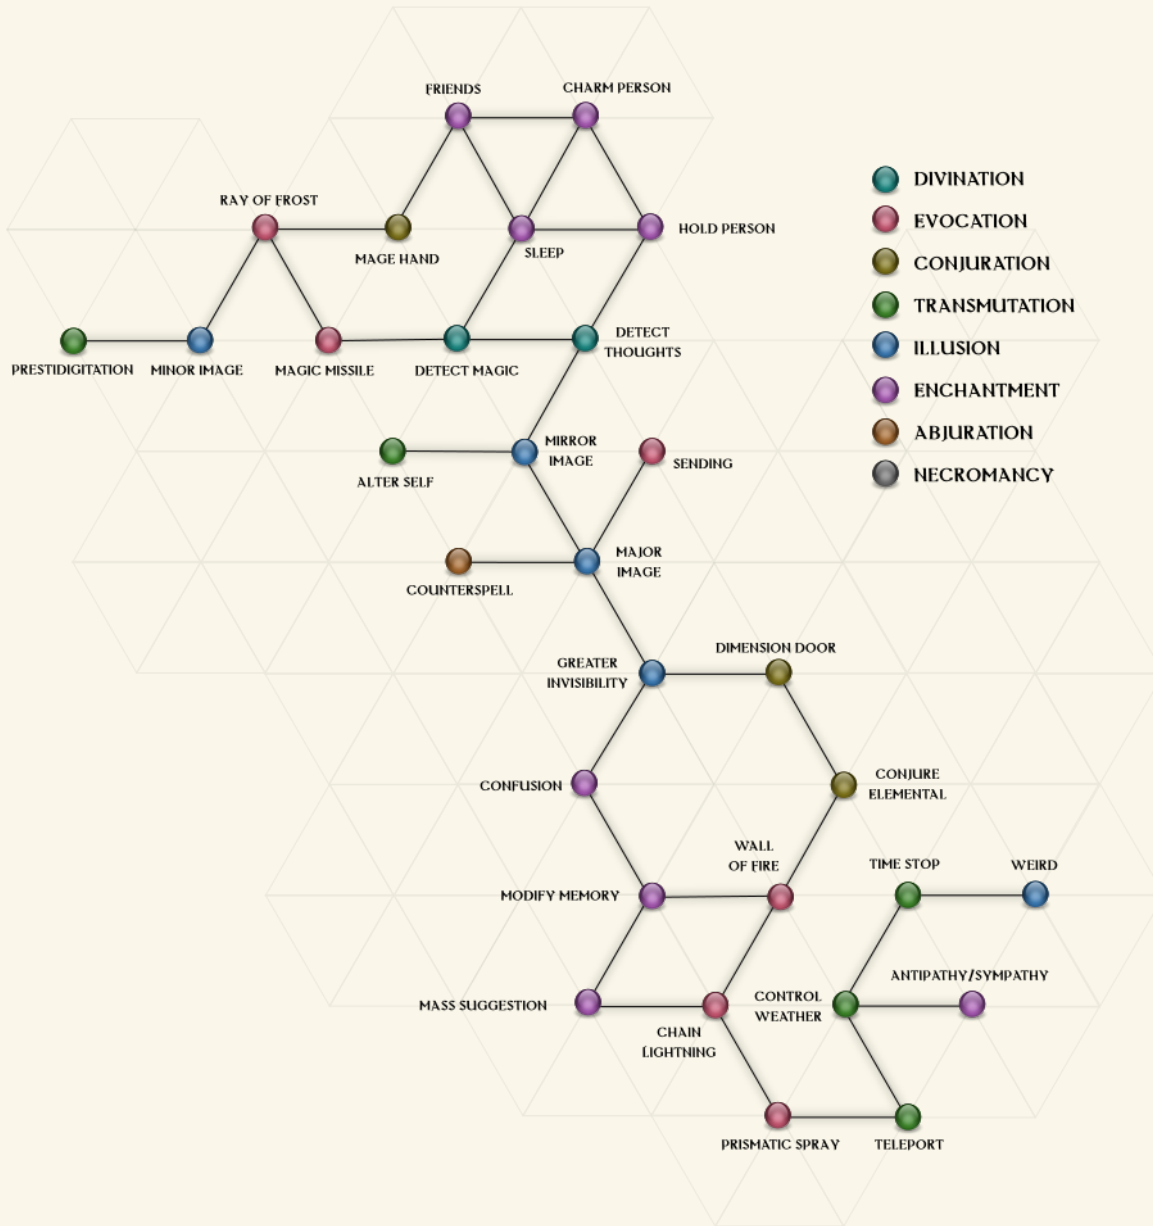 FRIENDS
CHARM PERSON
RAY OF FROST
MAGE HAND
SLEEP
HOLD PERSON
PRESTIDIGITATION
MINOR IMAGE
MAGIC MISSILE
DETECT MAGIC
DETECT
THOUGHTS
DIVINATION
EVOCATION
CONJURATION
TRANSMUTATION
ILLUSION
ENCHANTMENT
ABJURATION
NECROMANCY
ALTER SELF
MIRROR
IMAGE
SENDING
COUNTERSPELL
MAJOR
IMAGE
GREATER
INVISIBILITY
DIMENSION DOOR
CONFUSION
CONJURE
ELEMENTAL
WALL
OF FIRE
TIME STOP
WEIRD
MODIFY MEMORY
ANTIPATHY/SYMPATHY
MASS SUGGESTION
CHAIN
LIGHTNING
CONTROL
WEATHER
PRISMATIC SPRAY
TELEPORT